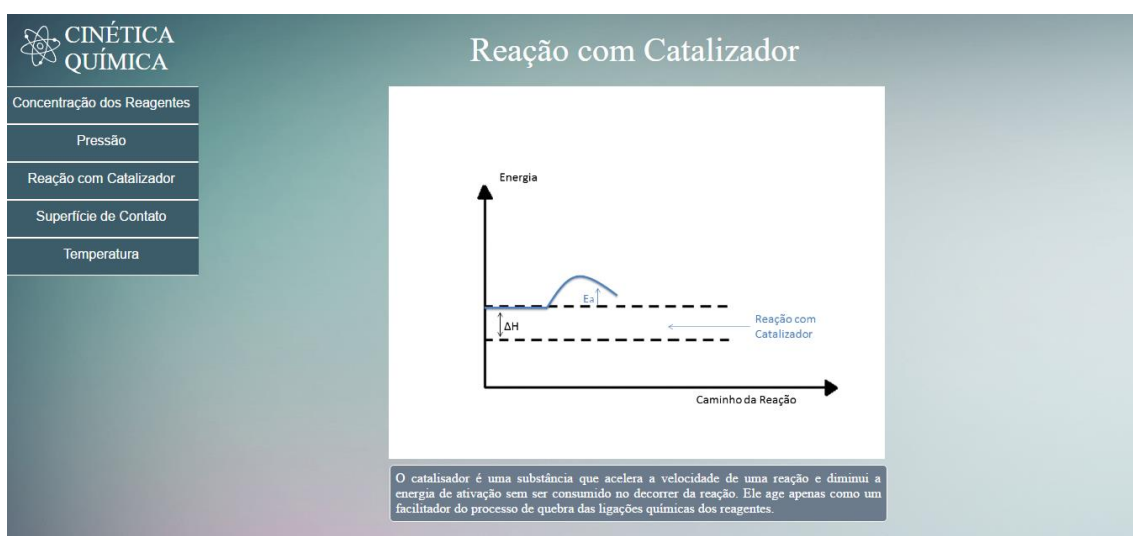 CINÉTICA
QUÍMICA
Concentração dos Reagentes
Pressão
Reação com Catalizador
Superfície de Contato
Temperatura
Reação com Catalizador
Energia
Ea
ΔH
Reação com
Catalizador
Caminho da Reação
O catalisador é uma substância que acelera a velocidade de uma reação e diminui a
energia de ativação sem ser consumido no decorrer da reação. Ele age apenas como um
facilitador do processo de quebra das ligações químicas dos reagentes.